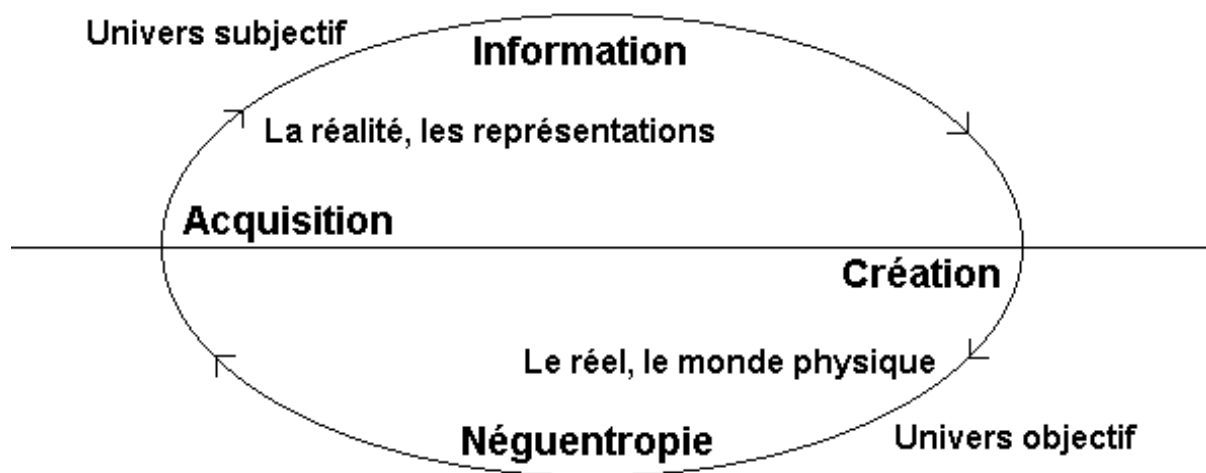 Univers subjectif
Information
La réalité, les représentations
Acquisition
Création
Le réel, le monde physique
Néguentropie
Univers objectif